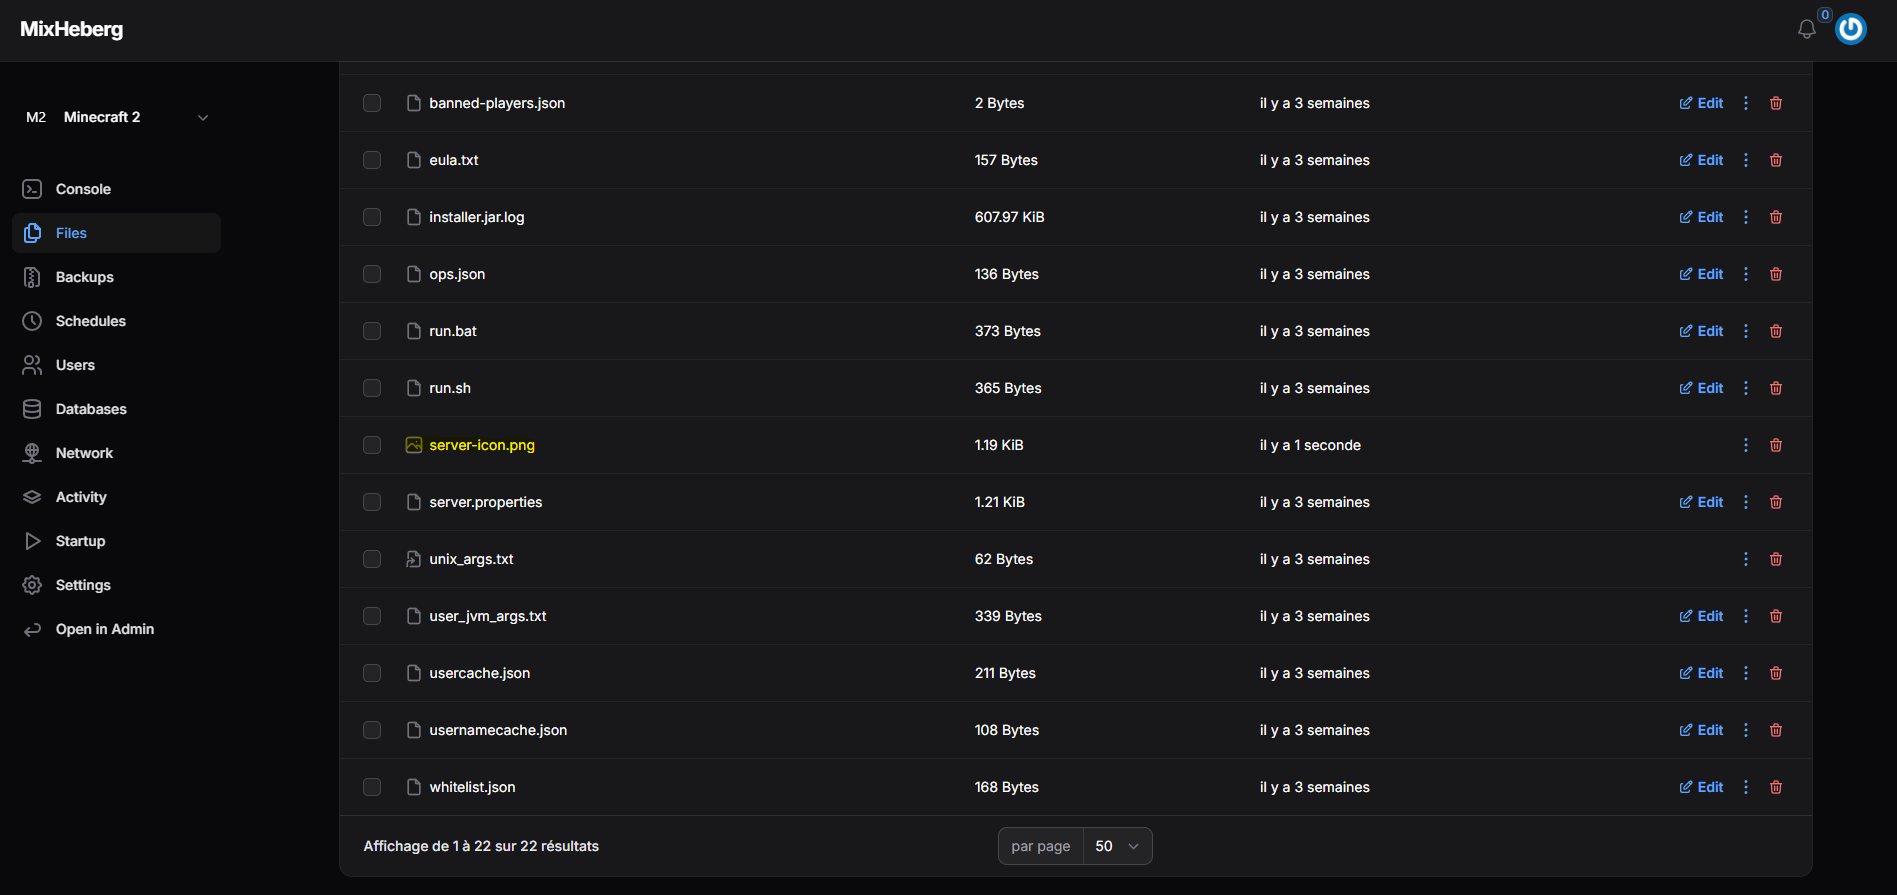 MixHeberg
0
M2 Minecraft 2
Console
Files
Backups
Schedules
Users
Databases
Network
Activity
Startup
Settings
Open in Admin
banned-players.json 2 Bytes il y a 3 semaines Edit
eula.txt 157 Bytes il y a 3 semaines Edit
installer.jar.log 607.97 KiB il y a 3 semaines Edit
ops.json 136 Bytes il y a 3 semaines Edit
run.bat 373 Bytes il y a 3 semaines Edit
run.sh 365 Bytes il y a 3 semaines Edit
server-icon.png 1.19 KiB il y a 1 seconde
server.properties 1.21 KiB il y a 3 semaines Edit
unix_args.txt 62 Bytes il y a 3 semaines
user_jvm_args.txt 339 Bytes il y a 3 semaines Edit
usercache.json 211 Bytes il y a 3 semaines Edit
usernamecache.json 108 Bytes il y a 3 semaines Edit
whitelist.json 168 Bytes il y a 3 semaines Edit
Affichage de 1 à 22 sur 22 résultats par page 50